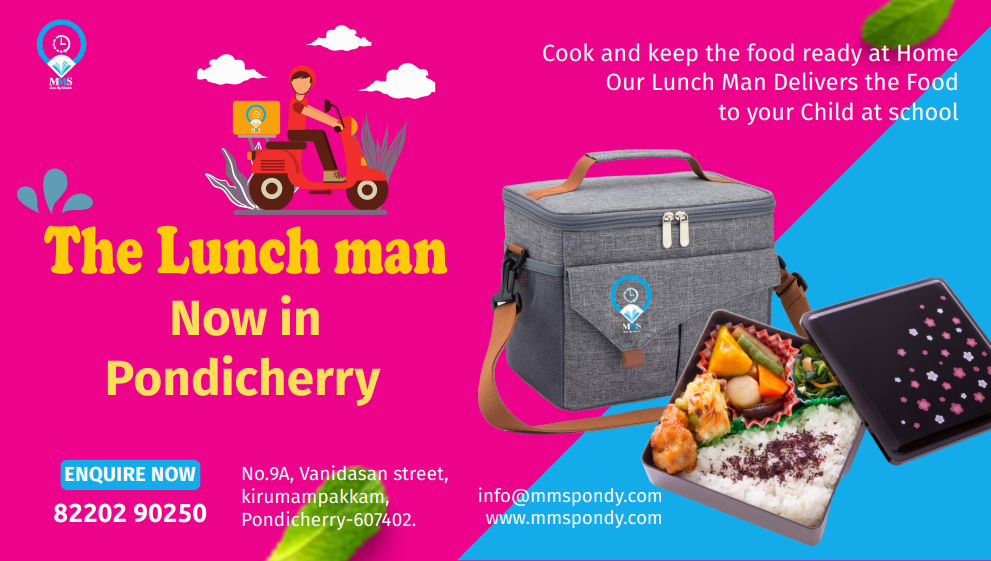 MMS
Cook and keep the food ready at Home
Our Lunch Man Delivers the Food
to your Child at school
The Lunch man
Now in
Pondicherry
MMS
ENQUIRE NOW
82202 90250
No.9A, Vanidasan street,
kirumampakkam,
Pondicherry-607402.
info@mmspondy.com
www.mmspondy.com